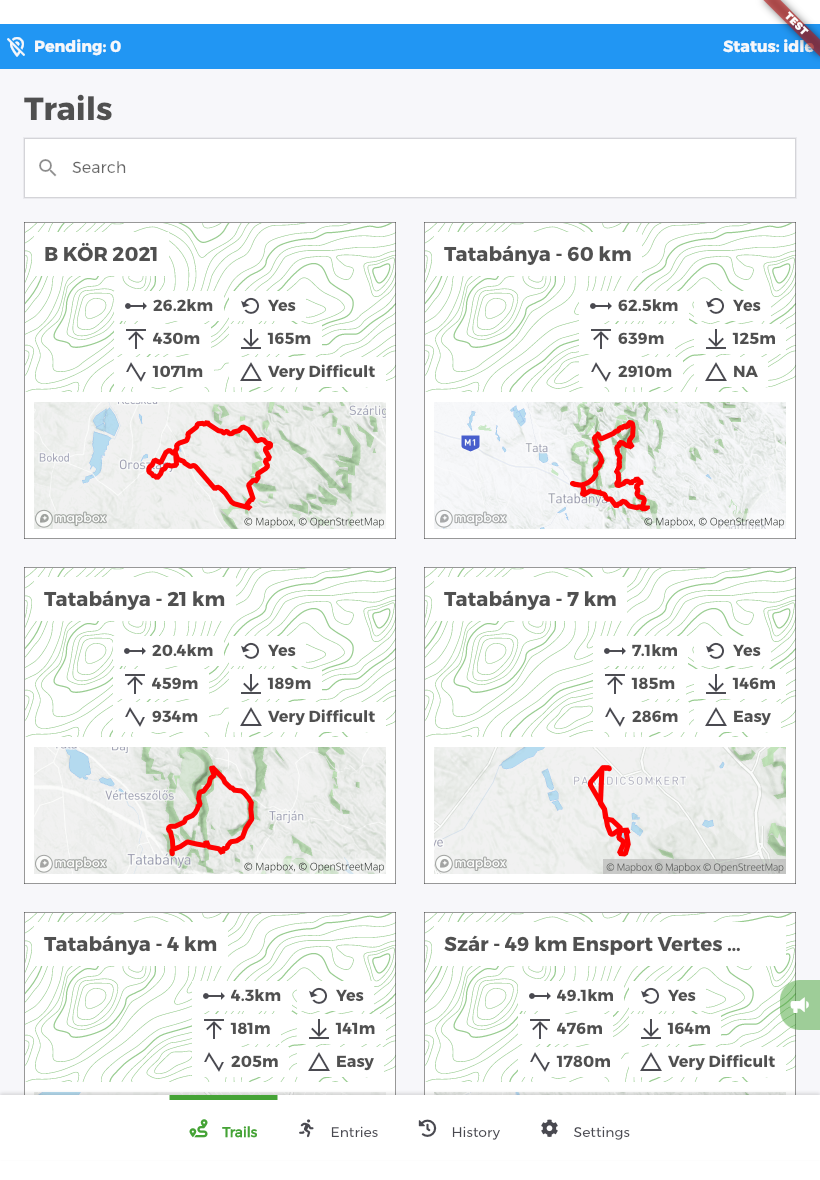 TEST
Pending: 0
Status: idle
Trails
Search
B KÖR 2021
26.2km
Yes
430m
165m
1071m
Very Difficult
Szárlig
Bokod
mapbox
© Mapbox, © OpenStreetMap
Tatabánya - 60 km
62.5km
Yes
639m
125m
2910m
NA
M1
Tata
Tatabánya
mapbox
© Mapbox, © OpenStreetMap
Tatabánya - 21 km
20.4km
Yes
459m
189m
934m
Very Difficult
Baj
Vértesszőlős
Tarján
Tatabánya
mapbox
© Mapbox, © OpenStreetMap
Tatabánya - 7 km
7.1km
Yes
185m
146m
286m
Easy
mapbox
© Mapbox © Mapbox © OpenStreetMap
Tatabánya - 4 km
4.3km
Yes
181m
141m
205m
Easy
Szár - 49 km Ensport Vertes ...
49.1km
Yes
476m
164m
1780m
Very Difficult
Trails
Entries
History
Settings